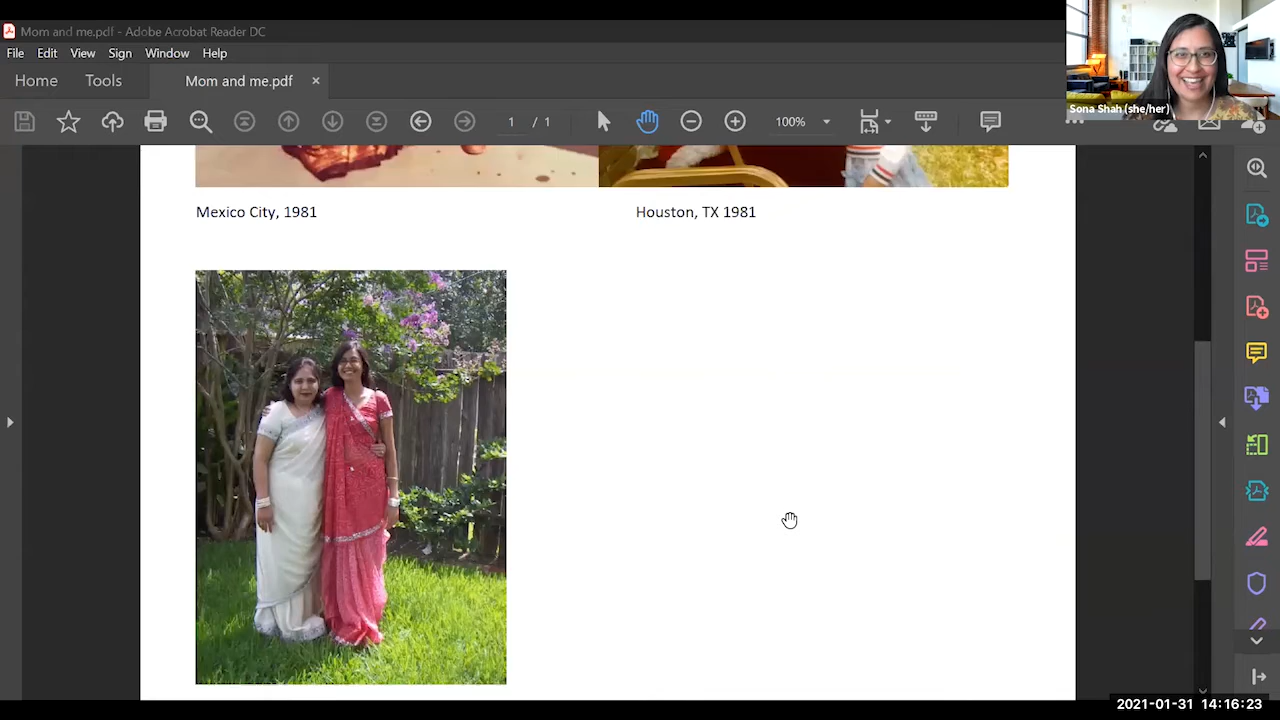 Mom and me.pdf - Adobe Acrobat Reader DC
File Edit View Sign Window Help
Home Tools Mom and me.pdf ×
1 / 1 100%
Sona Shah (she/her)
Mexico City, 1981
Houston, TX 1981
2021-01-31 14:16:23